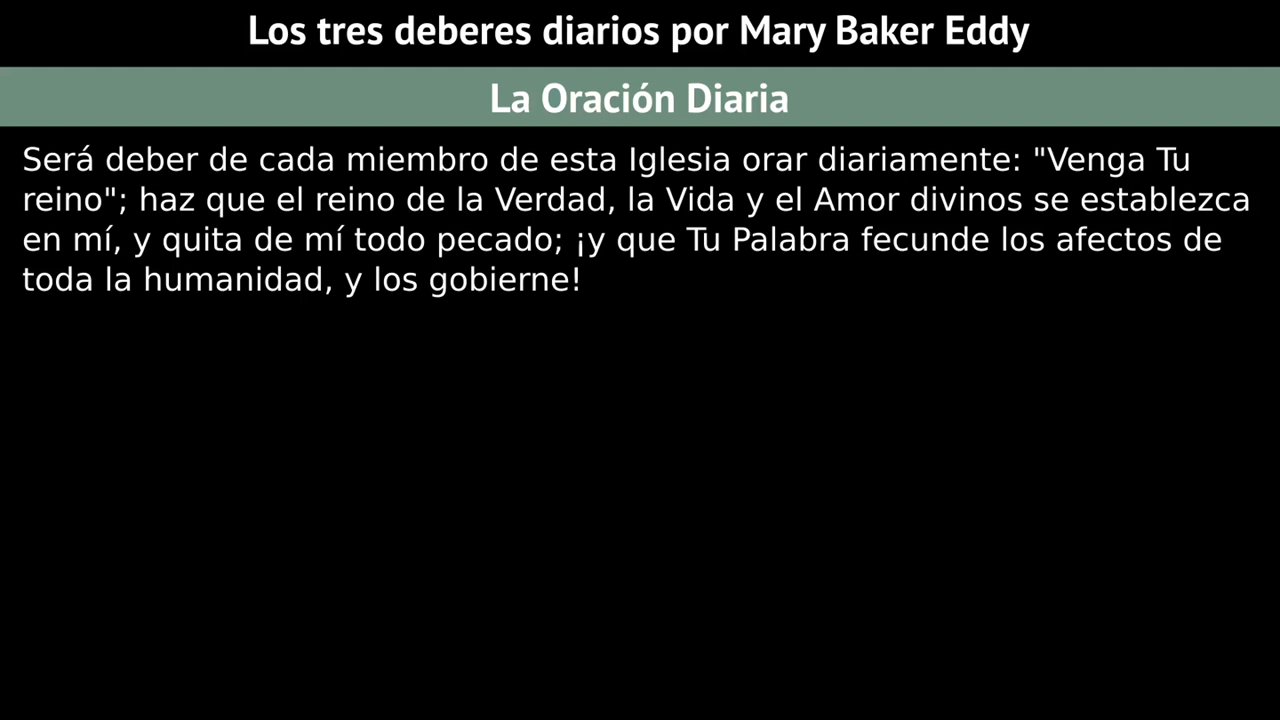 Los tres deberes diarios por Mary Baker Eddy
La Oración Diaria
Será deber de cada miembro de esta Iglesia orar diariamente: "Venga Tu
reino"; haz que el reino de la Verdad, la Vida y el Amor divinos se establezca
en mí, y quita de mí todo pecado; ¡y que Tu Palabra fecunde los afectos de
toda la humanidad, y los gobierne!